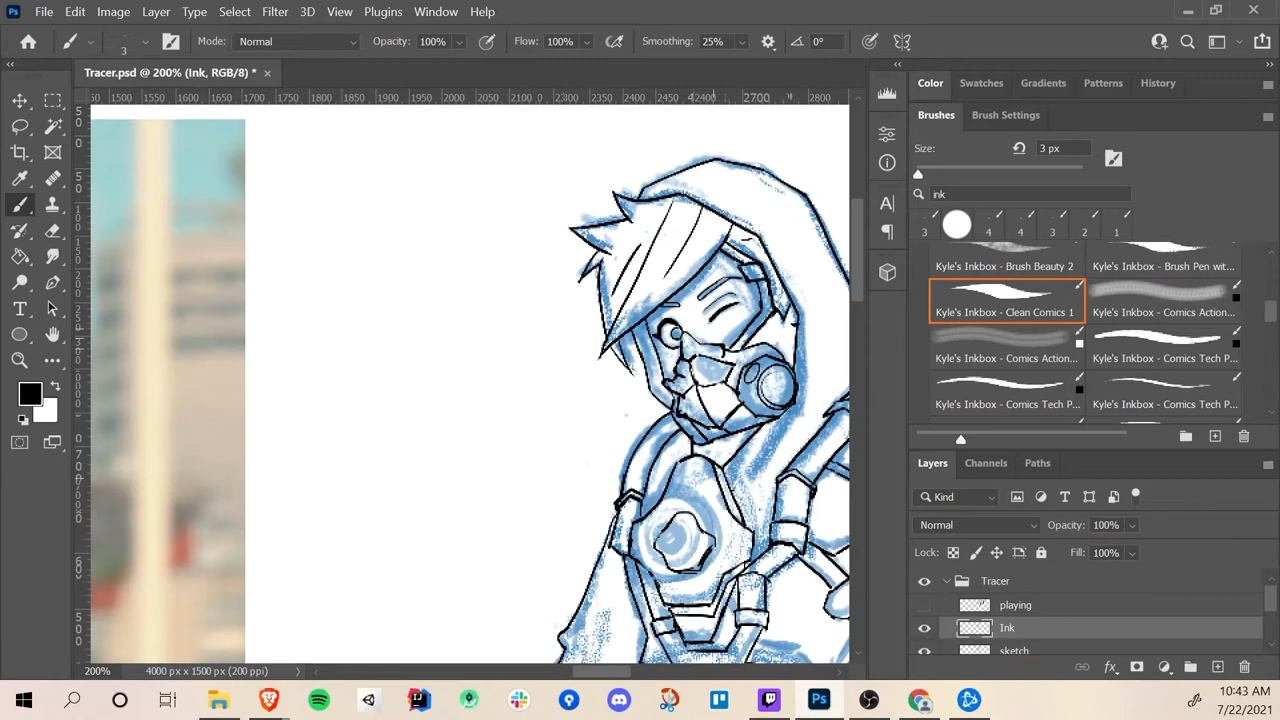 Ps File Edit Image Layer Type Select Filter 3D View Plugins Window Help
3 Mode: Normal Opacity: 100% Flow: 100% Smoothing: 25% 0°
Tracer.psd @ 200% (Ink, RGB/8) *
Color Swatches Gradients Patterns History
1500 1550 1600 1650 1700 1750 1800 1850 1900 1950 2000 2050 2100 2300 2350 2400 2450 2700 2800
Brushes Brush Settings
Size: 3 px
ink
3 4 4 3 2 1
Kyle's Inkbox - Brush Beauty 2 Kyle's Inkbox - Brush Pen wit...
Kyle's Inkbox - Clean Comics 1 Kyle's Inkbox - Comics Action...
Kyle's Inkbox - Comics Action... Kyle's Inkbox - Comics Tech P...
Kyle's Inkbox - Comics Tech P... Kyle's Inkbox - Comics Tech P...
Layers Channels Paths
Kind
Normal Opacity: 100%
Lock: Fill: 100%
Tracer
playing
Ink
sketch
200% 4000 px x 1500 px (200 ppi)
10:43 AM
7/22/2021